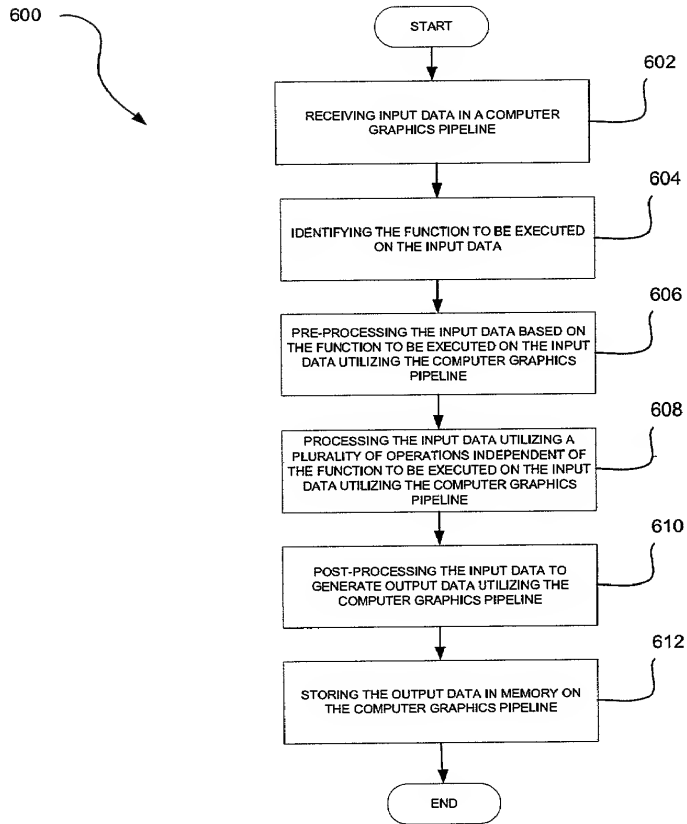 600
START
602
RECEIVING INPUT DATA IN A COMPUTER
GRAPHICS PIPELINE
604
IDENTIFYING THE FUNCTION TO BE EXECUTED
ON THE INPUT DATA
606
PRE-PROCESSING THE INPUT DATA BASED ON
THE FUNCTION TO BE EXECUTED ON THE INPUT
DATA UTILIZING THE COMPUTER GRAPHICS
PIPELINE
608
PROCESSING THE INPUT DATA UTILIZING A
PLURALITY OF OPERATIONS INDEPENDENT OF
THE FUNCTION TO BE EXECUTED ON THE INPUT
DATA UTILIZING THE COMPUTER GRAPHICS
PIPELINE
610
POST-PROCESSING THE INPUT DATA TO
GENERATE OUTPUT DATA UTILIZING THE
COMPUTER GRAPHICS PIPELINE
612
STORING THE OUTPUT DATA IN MEMORY ON
THE COMPUTER GRAPHICS PIPELINE
END